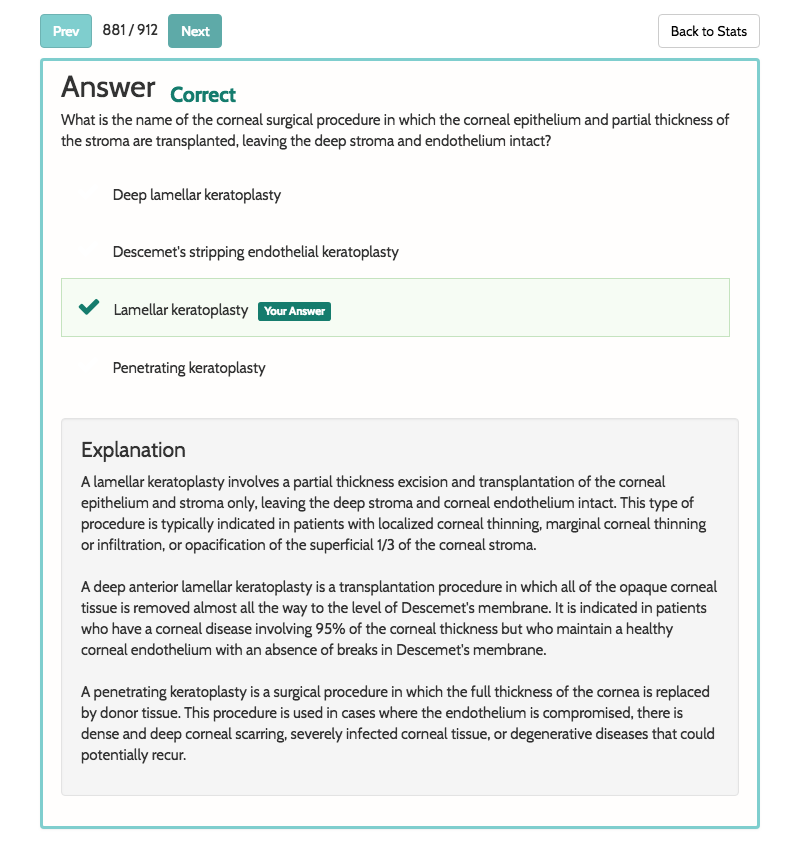 Prev 881 / 912 Next Back to Stats
Answer Correct
What is the name of the corneal surgical procedure in which the corneal epithelium and partial thickness of
the stroma are transplanted, leaving the deep stroma and endothelium intact?
Deep lamellar keratoplasty
Descemet's stripping endothelial keratoplasty
Lamellar keratoplasty Your Answer
Penetrating keratoplasty
Explanation
A lamellar keratoplasty involves a partial thickness excision and transplantation of the corneal
epithelium and stroma only, leaving the deep stroma and corneal endothelium intact. This type of
procedure is typically indicated in patients with localized corneal thinning, marginal corneal thinning
or infiltration, or opacification of the superficial 1/3 of the corneal stroma.
A deep anterior lamellar keratoplasty is a transplantation procedure in which all of the opaque corneal
tissue is removed almost all the way to the level of Descemet's membrane. It is indicated in patients
who have a corneal disease involving 95% of the corneal thickness but who maintain a healthy
corneal endothelium with an absence of breaks in Descemet's membrane.
A penetrating keratoplasty is a surgical procedure in which the full thickness of the cornea is replaced
by donor tissue. This procedure is used in cases where the endothelium is compromised, there is
dense and deep corneal scarring, severely infected corneal tissue, or degenerative diseases that could
potentially recur.